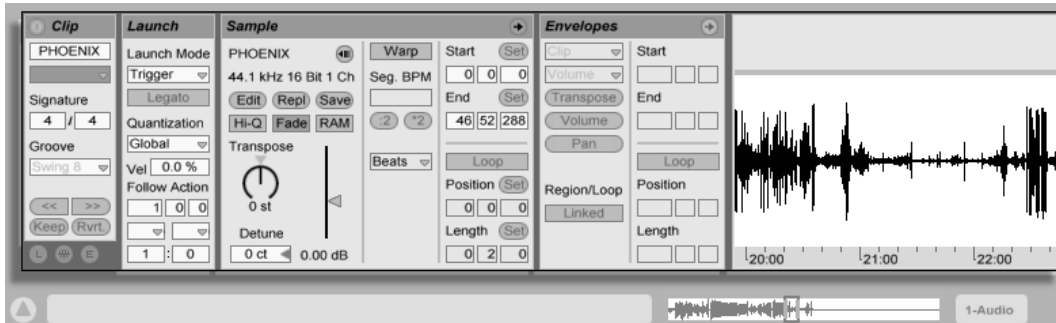 Clip
PHOENIX
Signature
4 / 4
Groove
Swing 8
<< >>
Keep Rvrt.
L E
Launch
Launch Mode
Trigger
Legato
Quantization
Global
Vel 0.0 %
Follow Action
1 0 0
1 : 0
Sample
PHOENIX
44.1 kHz 16 Bit 1 Ch
Edit Repl Save
Hi-Q Fade RAM
Transpose
0 st
Detune
0 ct 0.00 dB
Warp
Seg. BPM
:2 *2
Beats
Start Set
0 0 0
End Set
46 52 288
Loop
Position Set
0 0 0
Length Set
0 2 0
Envelopes
Clip
Volume
Transpose
Volume
Pan
Region/Loop
Linked
Start
End
Loop
Position
Length
20:00 21:00 22:00
1-Audio